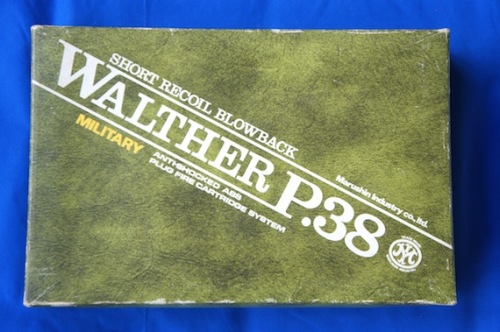 SHORT RECOIL BLOWBACK
WALTHER P.38
MILITARY
ANTI-SHOCKED ABS
PLUG FIRE CARTRIDGE SYSTEM
Marushin Industry co., ltd.